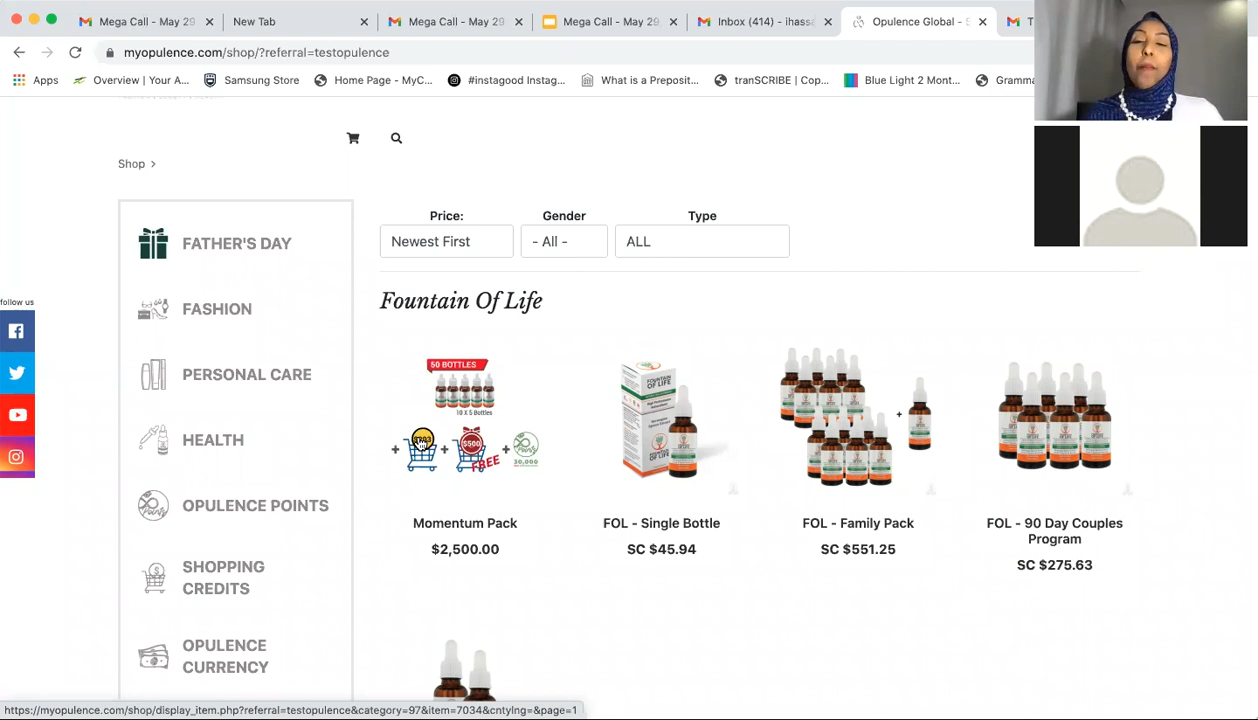 Mega Call - May 29
New Tab
Mega Call - May 29
Mega Call - May 29
Inbox (414) - ihass
Opulence Global - S
myopulence.com/shop/?referral=testopulence
Apps
Overview | Your A...
Samsung Store
Home Page - MyC...
#instagood Instag...
What is a Preposit...
tranSCRIBE | Cop...
Blue Light 2 Mont...
Gramma
Shop >
Price:
Gender
Type
Newest First
- All -
ALL
FATHER'S DAY
FASHION
PERSONAL CARE
HEALTH
OPULENCE POINTS
SHOPPING
CREDITS
OPULENCE
CURRENCY
follow us
Fountain Of Life
50 BOTTLES
10 X 5 Bottles
$500
FREE
Points
30,000
FOUNTAIN
OF LIFE
Momentum Pack
$2,500.00
FOL - Single Bottle
SC $45.94
FOL - Family Pack
SC $551.25
FOL - 90 Day Couples
Program
SC $275.63
https://myopulence.com/shop/display_item.php?referral=testopulence&category=97&item=7034&cntylng=&page=1